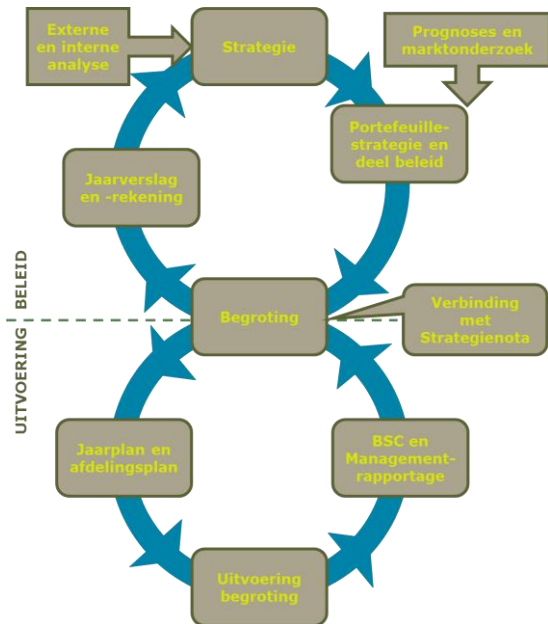 Externe
en interne
analyse
Strategie
Prognoses en
marktonderzoek
Portefeuille-
strategie en
deel beleid
Jaarverslag
en -rekening
BELEID
Begroting
Verbinding
met
Strategienota
UITVOERING
Jaarplan en
afdelingsplan
BSC en
Management-
rapportage
Uitvoering
begroting